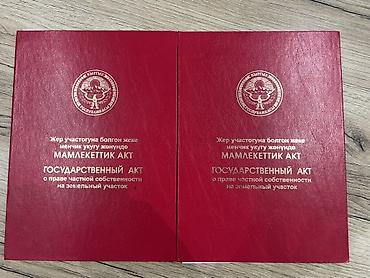 Жер участогуна болгон жеке
менчик укугу жөнүндө
МАМЛЕКЕТТИК АКТ
ГОСУДАРСТВЕННЫЙ АКТ
о праве частной собственности
на земельный участок
Жер участогуна болгон жеке
менчик укугу жөнүндө
МАМЛЕКЕТТИК АКТ
ГОСУДАРСТВЕННЫЙ АКТ
о праве частной собственности
на земельный участок